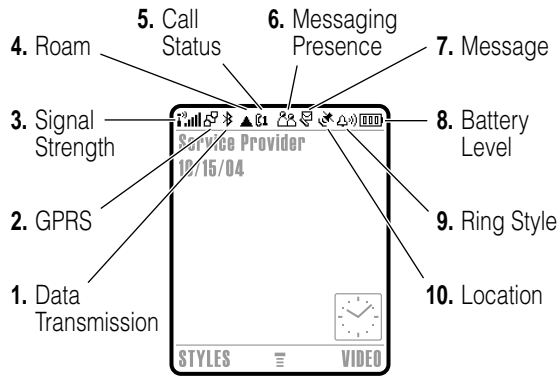 5. Call
Status
6. Messaging
Presence
4. Roam
7. Message
3. Signal
Strength
8. Battery
Level
Service Provider
10/15/04
2. GPRS
9. Ring Style
1. Data
Transmission
10. Location
STYLES
VIDEO